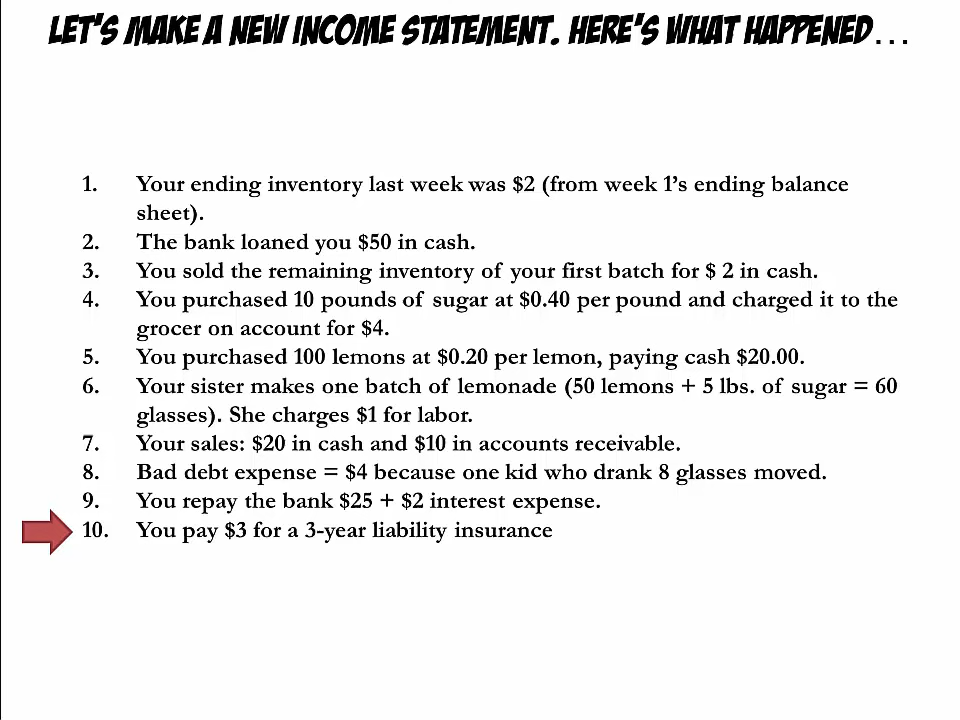 LET'S MAKE A NEW INCOME STATEMENT. HERE'S WHAT HAPPENED...
1. Your ending inventory last week was $2 (from week 1's ending balance
sheet).
2. The bank loaned you $50 in cash.
3. You sold the remaining inventory of your first batch for $ 2 in cash.
4. You purchased 10 pounds of sugar at $0.40 per pound and charged it to the
grocer on account for $4.
5. You purchased 100 lemons at $0.20 per lemon, paying cash $20.00.
6. Your sister makes one batch of lemonade (50 lemons + 5 lbs. of sugar = 60
glasses). She charges $1 for labor.
7. Your sales: $20 in cash and $10 in accounts receivable.
8. Bad debt expense = $4 because one kid who drank 8 glasses moved.
9. You repay the bank $25 + $2 interest expense.
10. You pay $3 for a 3-year liability insurance